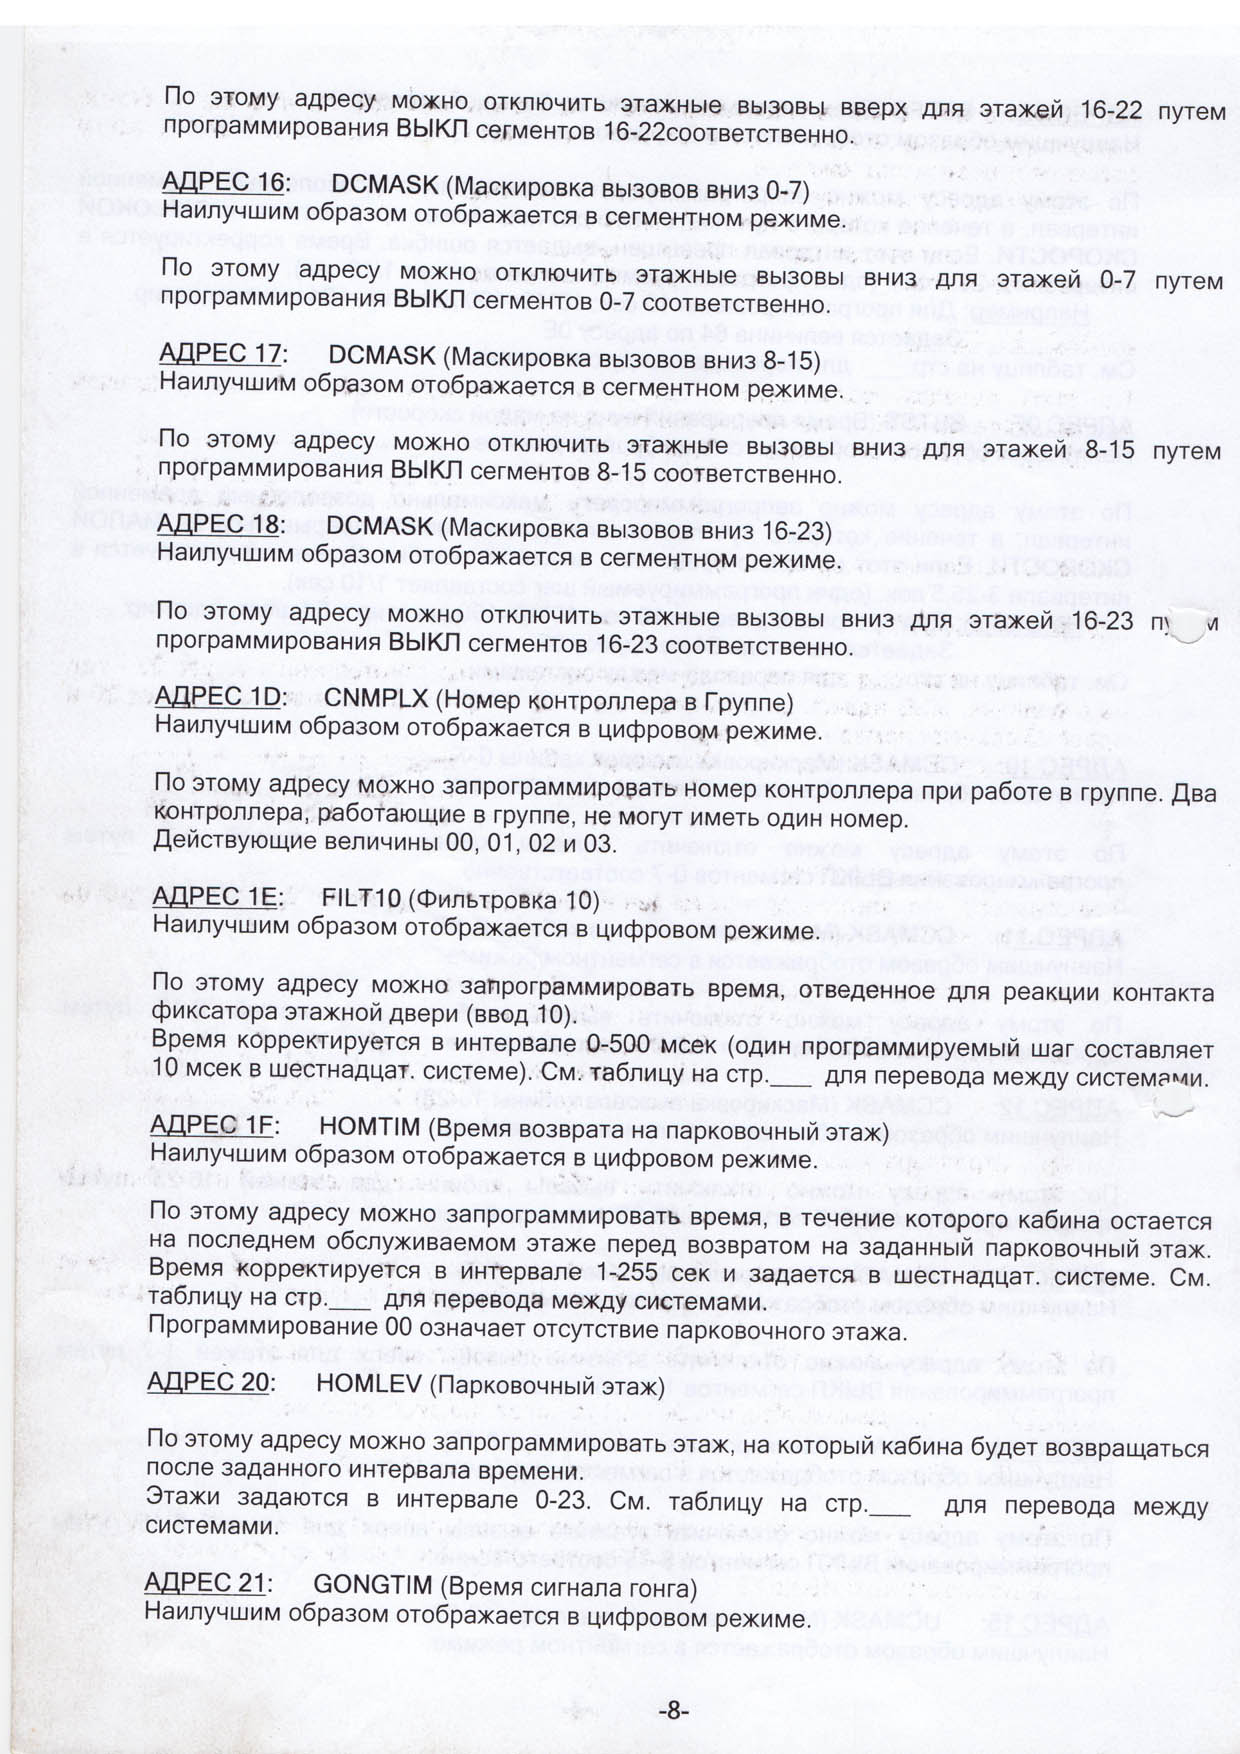 По этому адресу можно отключить этажные вызовы вверх для этажей 16-22 путем
программирования ВЫКЛ сегментов 16-22соответственно.
АДРЕС 16: DCMASK (Маскировка вызовов вниз 0-7)
Наилучшим образом отображается в сегментном режиме.
По этому адресу можно отключить этажные вызовы вниз для этажей 0-7 путем
программирования ВЫКЛ сегментов 0-7 соответственно.
АДРЕС 17: DCMASK (Маскировка вызовов вниз 8-15)
Наилучшим образом отображается в сегментном режиме.
По этому адресу можно отключить этажные вызовы вниз для этажей 8-15 путем
программирования ВЫКЛ сегментов 8-15 соответственно.
АДРЕС 18: DCMASK (Маскировка вызовов вниз 16-23)
Наилучшим образом отображается в сегментном режиме.
По этому адресу можно отключить этажные вызовы вниз для этажей 16-23
программирования ВЫКЛ сегментов 16-23 соответственно.
АДРЕС 1D: CNMPLX (Номер контроллера в Группе)
Наилучшим образом отображается в цифровом режиме.
По этому адресу можно запрограммировать номер контроллера при работе в группе. Два
контроллера, работающие в группе, не могут иметь один номер.
Действующие величины 00, 01, 02 и 03.
АДРЕС 1E: FILT10 (Фильтровка 10)
Наилучшим образом отображается в цифровом режиме.
По этому адресу можно запрограммировать время, отведенное для реакции контакта
фиксатора этажной двери (ввод 10).
Время корректируется в интервале 0-500 мсек (один программируемый шаг составляет
10 мсек в шестнадцат. системе). См. таблицу на стр.___ для перевода между системами.
АДРЕС 1F: HOMTIM (Время возврата на парковочный этаж)
Наилучшим образом отображается в цифровом режиме.
По этому адресу можно запрограммировать время, в течение которого кабина остается
на последнем обслуживаемом этаже перед возвратом на заданный парковочный этаж.
Время корректируется в интервале 1-255 сек и задается в шестнадцат. системе. См.
таблицу на стр.___ для перевода между системами.
Программирование 00 означает отсутствие парковочного этажа.
АДРЕС 20: HOMLEV (Парковочный этаж)
По этому адресу можно запрограммировать этаж, на который кабина будет возвращаться
после заданного интервала времени.
Этажи задаются в интервале 0-23. См. таблицу на стр.___ для перевода между
системами.
АДРЕС 21: GONGTIM (Время сигнала гонга)
Наилучшим образом отображается в цифровом режиме.
-8-